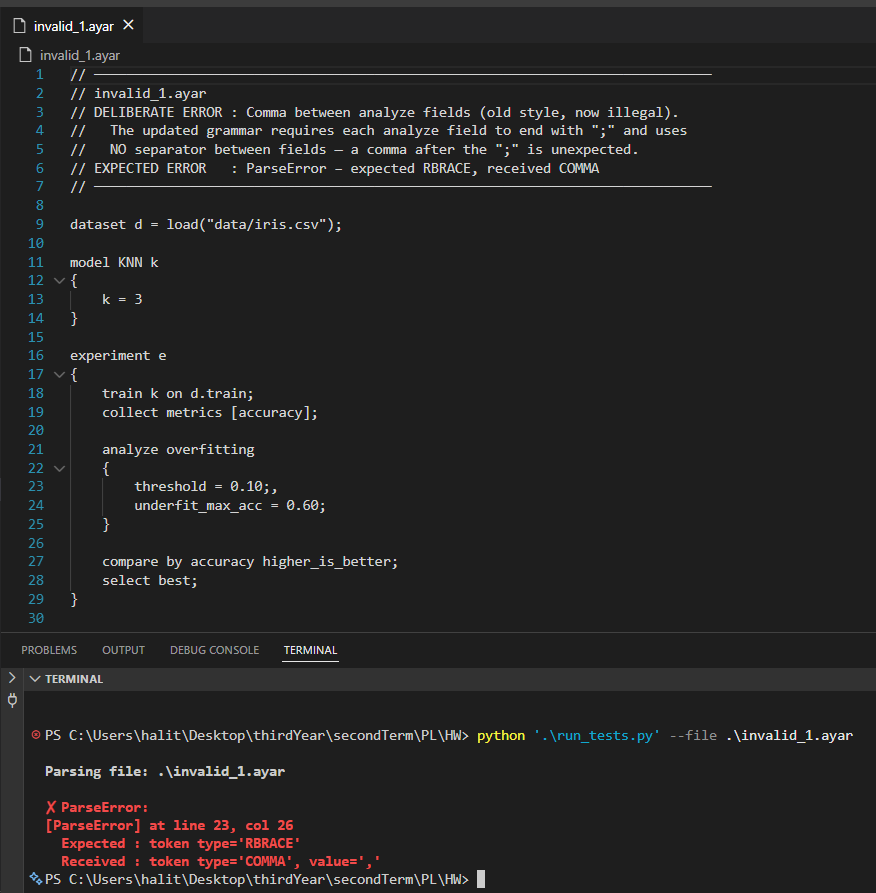 invalid_1.ayar
invalid_1.ayar
1 // ─────────────────────────────────────────────────────────────────────────────
2 // invalid_1.ayar
3 // DELIBERATE ERROR : Comma between analyze fields (old style, now illegal).
4 //   The updated grammar requires each analyze field to end with ";" and uses
5 //   NO separator between fields — a comma after the ";" is unexpected.
6 // EXPECTED ERROR   : ParseError — expected RBRACE, received COMMA
7 // ─────────────────────────────────────────────────────────────────────────────
8
9 dataset d = load("data/iris.csv");
10
11 model KNN k
12 {
13     k = 3
14 }
15
16 experiment e
17 {
18     train k on d.train;
19     collect metrics [accuracy];
20
21     analyze overfitting
22     {
23         threshold = 0.10;,
24         underfit_max_acc = 0.60;
25     }
26
27     compare by accuracy higher_is_better;
28     select best;
29 }
30
PROBLEMS OUTPUT DEBUG CONSOLE TERMINAL
TERMINAL
PS C:\Users\halit\Desktop\thirdYear\secondTerm\PL\HW> python '.\run_tests.py' --file .\invalid_1.ayar
Parsing file: .\invalid_1.ayar
✗ ParseError:
[ParseError] at line 23, col 26
  Expected : token type='RBRACE'
  Received : token type='COMMA', value=','
PS C:\Users\halit\Desktop\thirdYear\secondTerm\PL\HW>